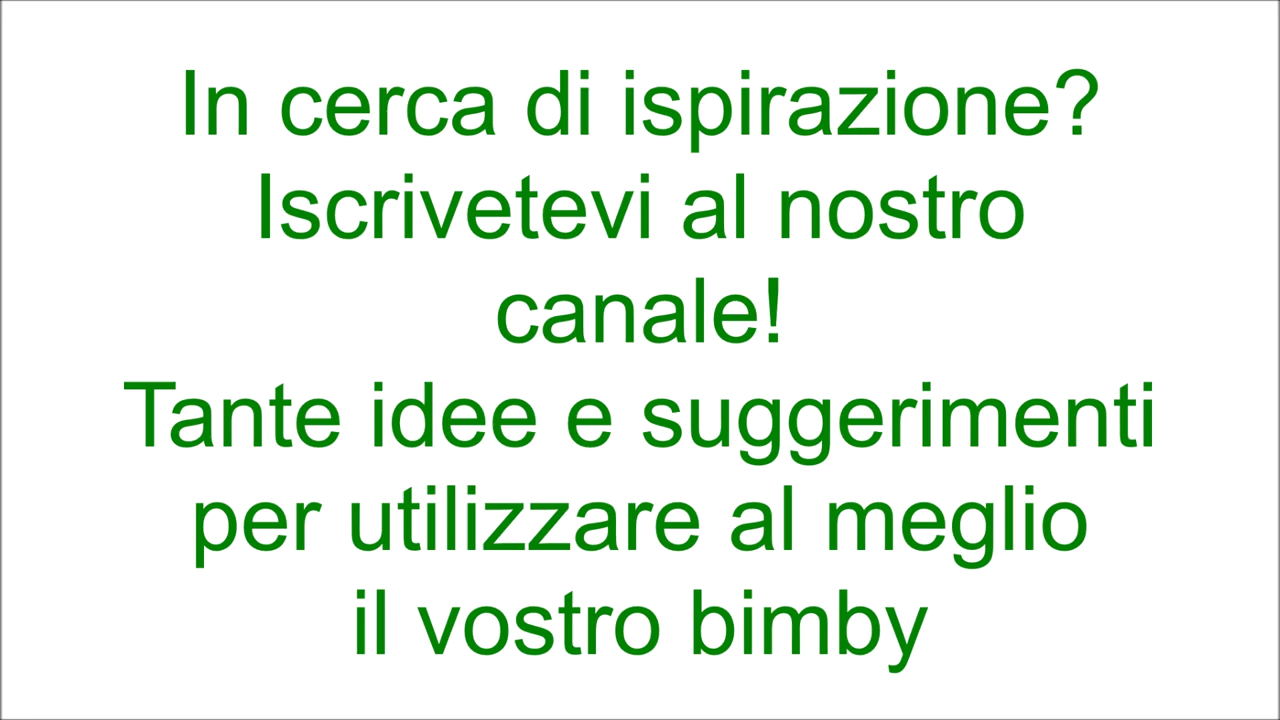 In cerca di ispirazione?
Iscrivetevi al nostro
canale!
Tante idee e suggerimenti
per utilizzare al meglio
il vostro bimby